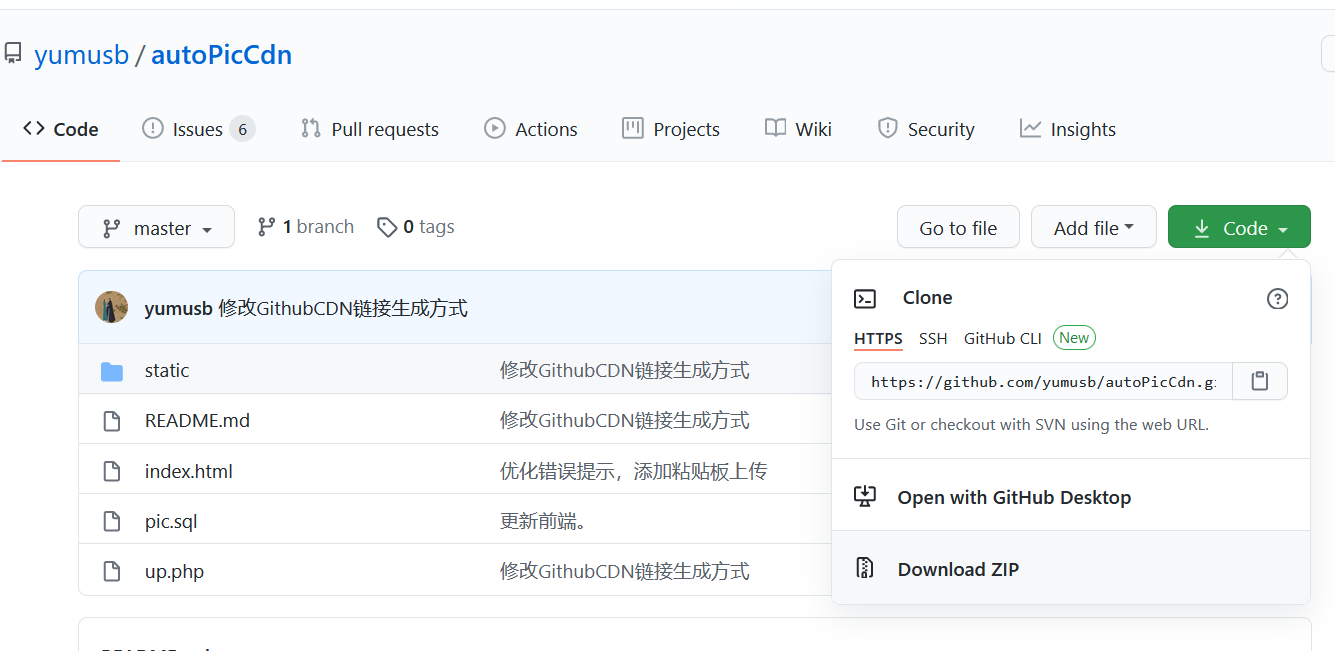 yumusb / autoPicCdn
Code Issues 6 Pull requests Actions Projects Wiki Security Insights
master 1 branch 0 tags Go to file Add file Code
yumusb 修改GithubCDN链接生成方式
static 修改GithubCDN链接生成方式
README.md 修改GithubCDN链接生成方式
index.html 优化错误提示，添加粘贴板上传
pic.sql 更新前端。
up.php 修改GithubCDN链接生成方式
Clone
HTTPS SSH GitHub CLI New
https://github.com/yumusb/autoPicCdn.g
Use Git or checkout with SVN using the web URL.
Open with GitHub Desktop
Download ZIP